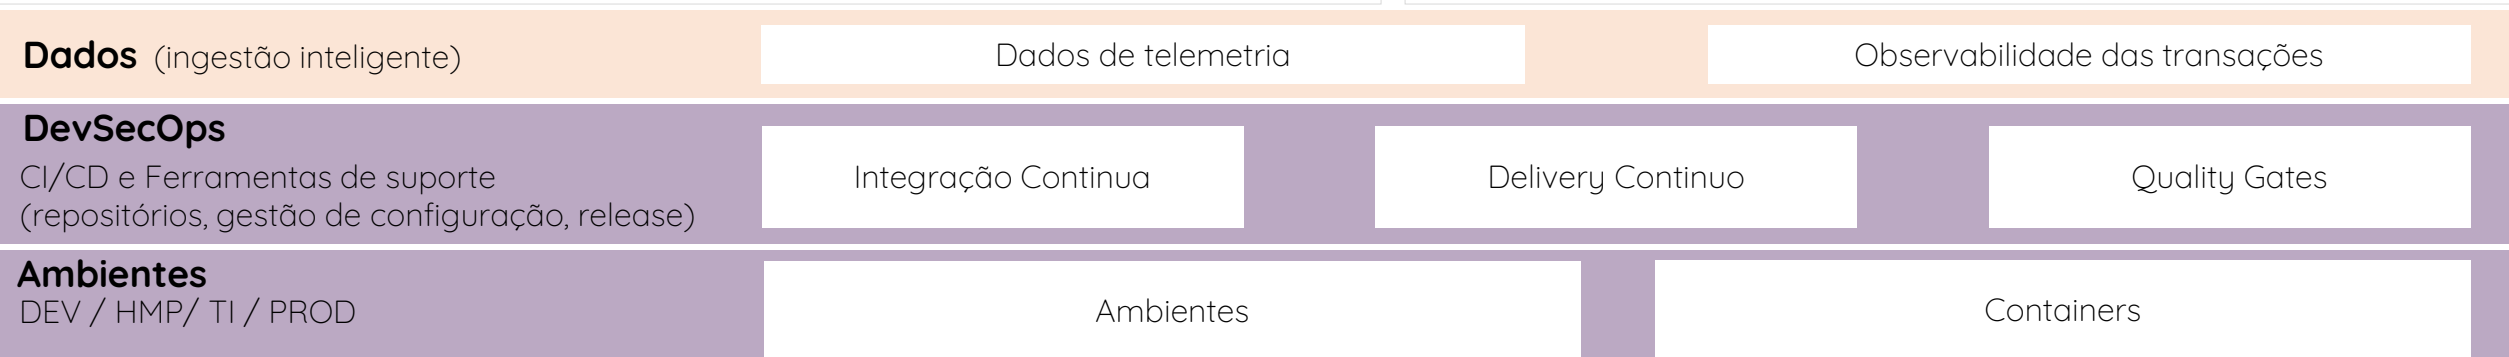 Dados (ingestão inteligente)
Dados de telemetria
Observabilidade das transações
DevSecOps
CI/CD e Ferramentas de suporte
(repositórios, gestão de configuração, release)
Integração Continua
Delivery Continuo
Quality Gates
Ambientes
DEV / HMP/ TI / PROD
Ambientes
Containers